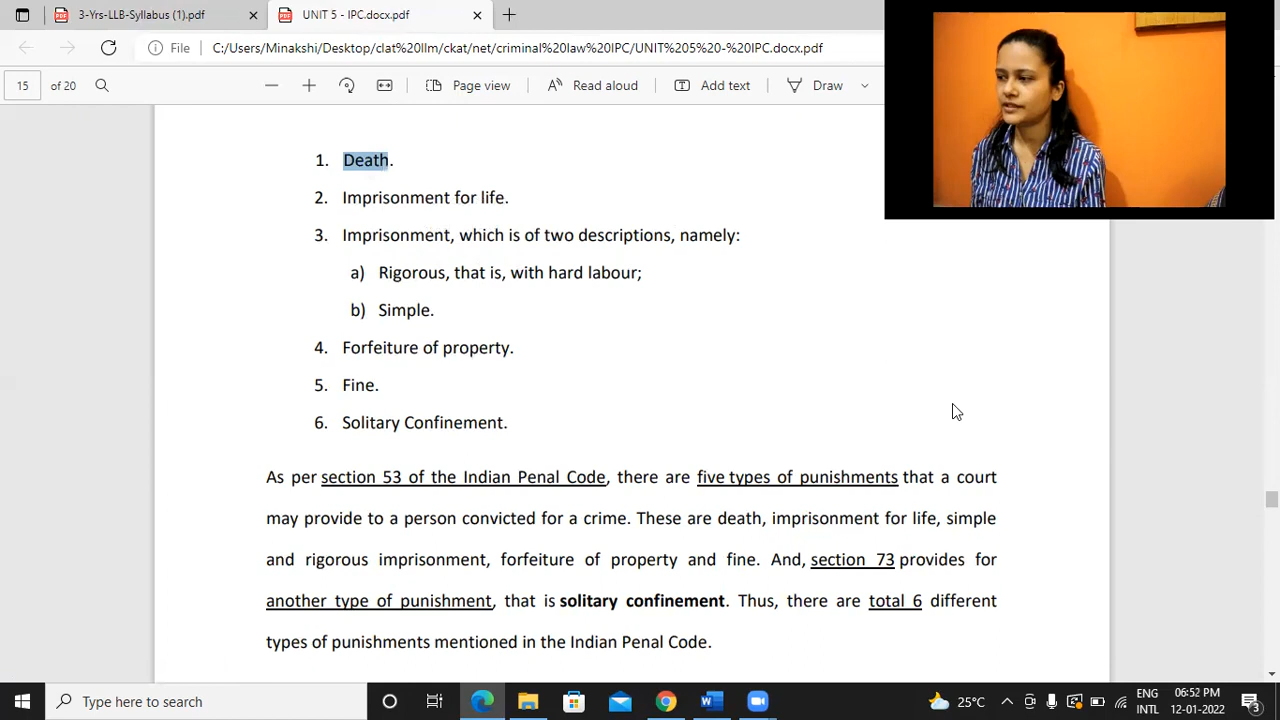 3-Yrs-LLB-Syllabus (1).pdf
UNIT 5 - IPC.docx.pdf
File
C:/Users/Minakshi/Desktop/clat%20llm/ckat/net/criminal%20law%20IPC/UNIT%205%20-%20IPC.docx.pdf
15 of 20
Page view
Read aloud
Add text
Draw
1. Death.
2. Imprisonment for life.
3. Imprisonment, which is of two descriptions, namely:
a) Rigorous, that is, with hard labour;
b) Simple.
4. Forfeiture of property.
5. Fine.
6. Solitary Confinement.
As per section 53 of the Indian Penal Code, there are five types of punishments that a court
may provide to a person convicted for a crime. These are death, imprisonment for life, simple
and rigorous imprisonment, forfeiture of property and fine. And, section 73 provides for
another type of punishment, that is solitary confinement. Thus, there are total 6 different
types of punishments mentioned in the Indian Penal Code.
Type here to search
25°C
ENG
INTL
06:52 PM
12-01-2022
3